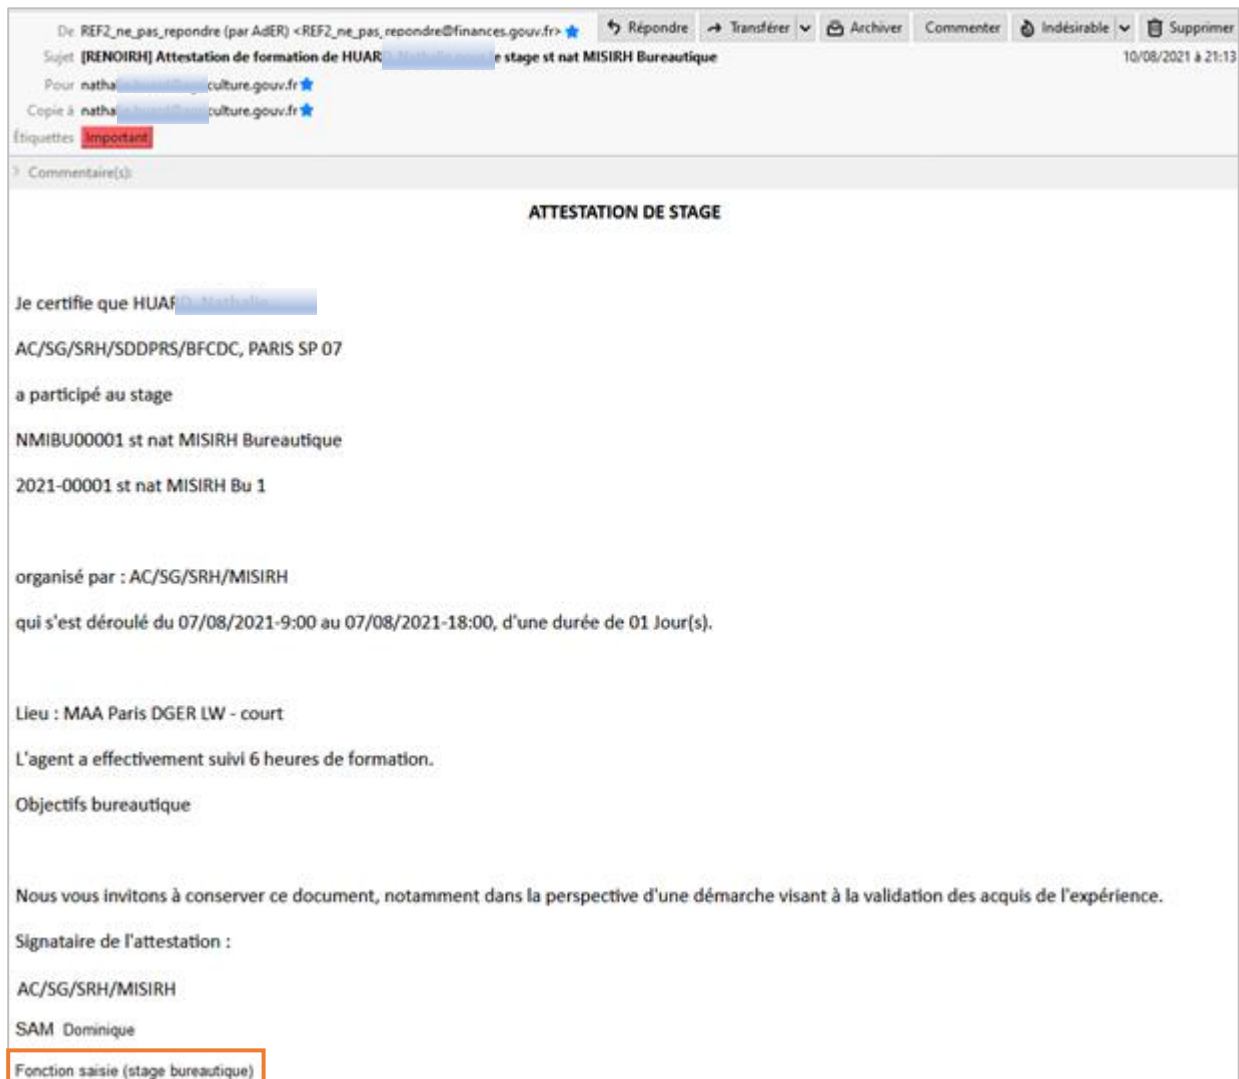 De REF2_ne_pas_repondre (par AdER) <REF2_ne_pas_repondre@finances.gouv.fr> Répondre Transférer Archiver Commenter Indésirable Supprimer
Sujet [RENOIRH] Attestation de formation de HUAR e stage st nat MISIRH Bureautique 10/08/2021 à 21:13
Pour natha culture.gouv.fr
Copie à natha culture.gouv.fr
Étiquettes Important
Commentaire(s):
ATTESTATION DE STAGE
Je certifie que HUAR
AC/SG/SRH/SDDPRS/BFCDC, PARIS SP 07
a participé au stage
NMIBU00001 st nat MISIRH Bureautique
2021-00001 st nat MISIRH Bu 1
organisé par : AC/SG/SRH/MISIRH
qui s'est déroulé du 07/08/2021-9:00 au 07/08/2021-18:00, d'une durée de 01 Jour(s).
Lieu : MAA Paris DGER LW - court
L'agent a effectivement suivi 6 heures de formation.
Objectifs bureautique
Nous vous invitons à conserver ce document, notamment dans la perspective d'une démarche visant à la validation des acquis de l'expérience.
Signataire de l'attestation :
AC/SG/SRH/MISIRH
SAM Dominique
Fonction saisie (stage bureautique)